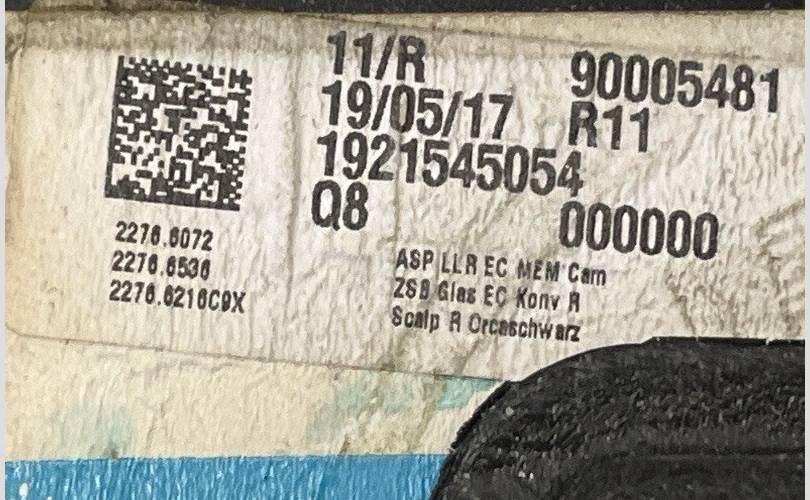 11/R 90005481
19/05/17 R11
1921545054
Q8 000000
2276.6072
2276.6536
2276.6216C9X
ASP LLR EC MEM Cam
ZSB Glas EC Konv R
Scalp R Orcaschwarz